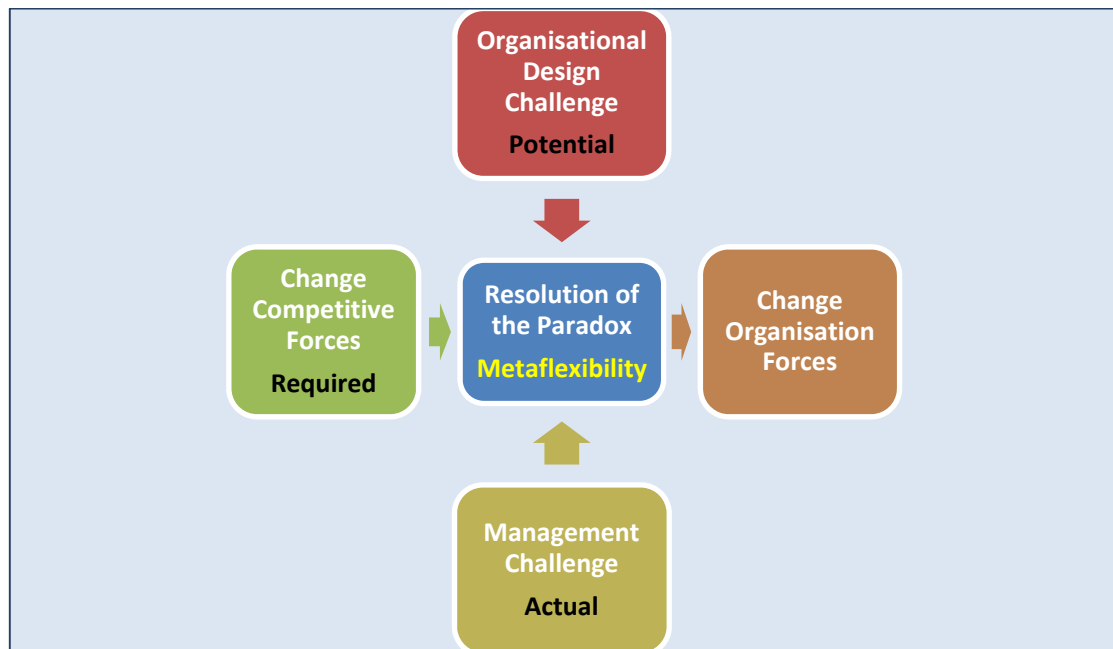 Organisational
Design
Challenge
Potential
Change
Competitive
Forces
Required
Resolution of
the Paradox
Metaflexibility
Change
Organisation
Forces
Management
Challenge
Actual